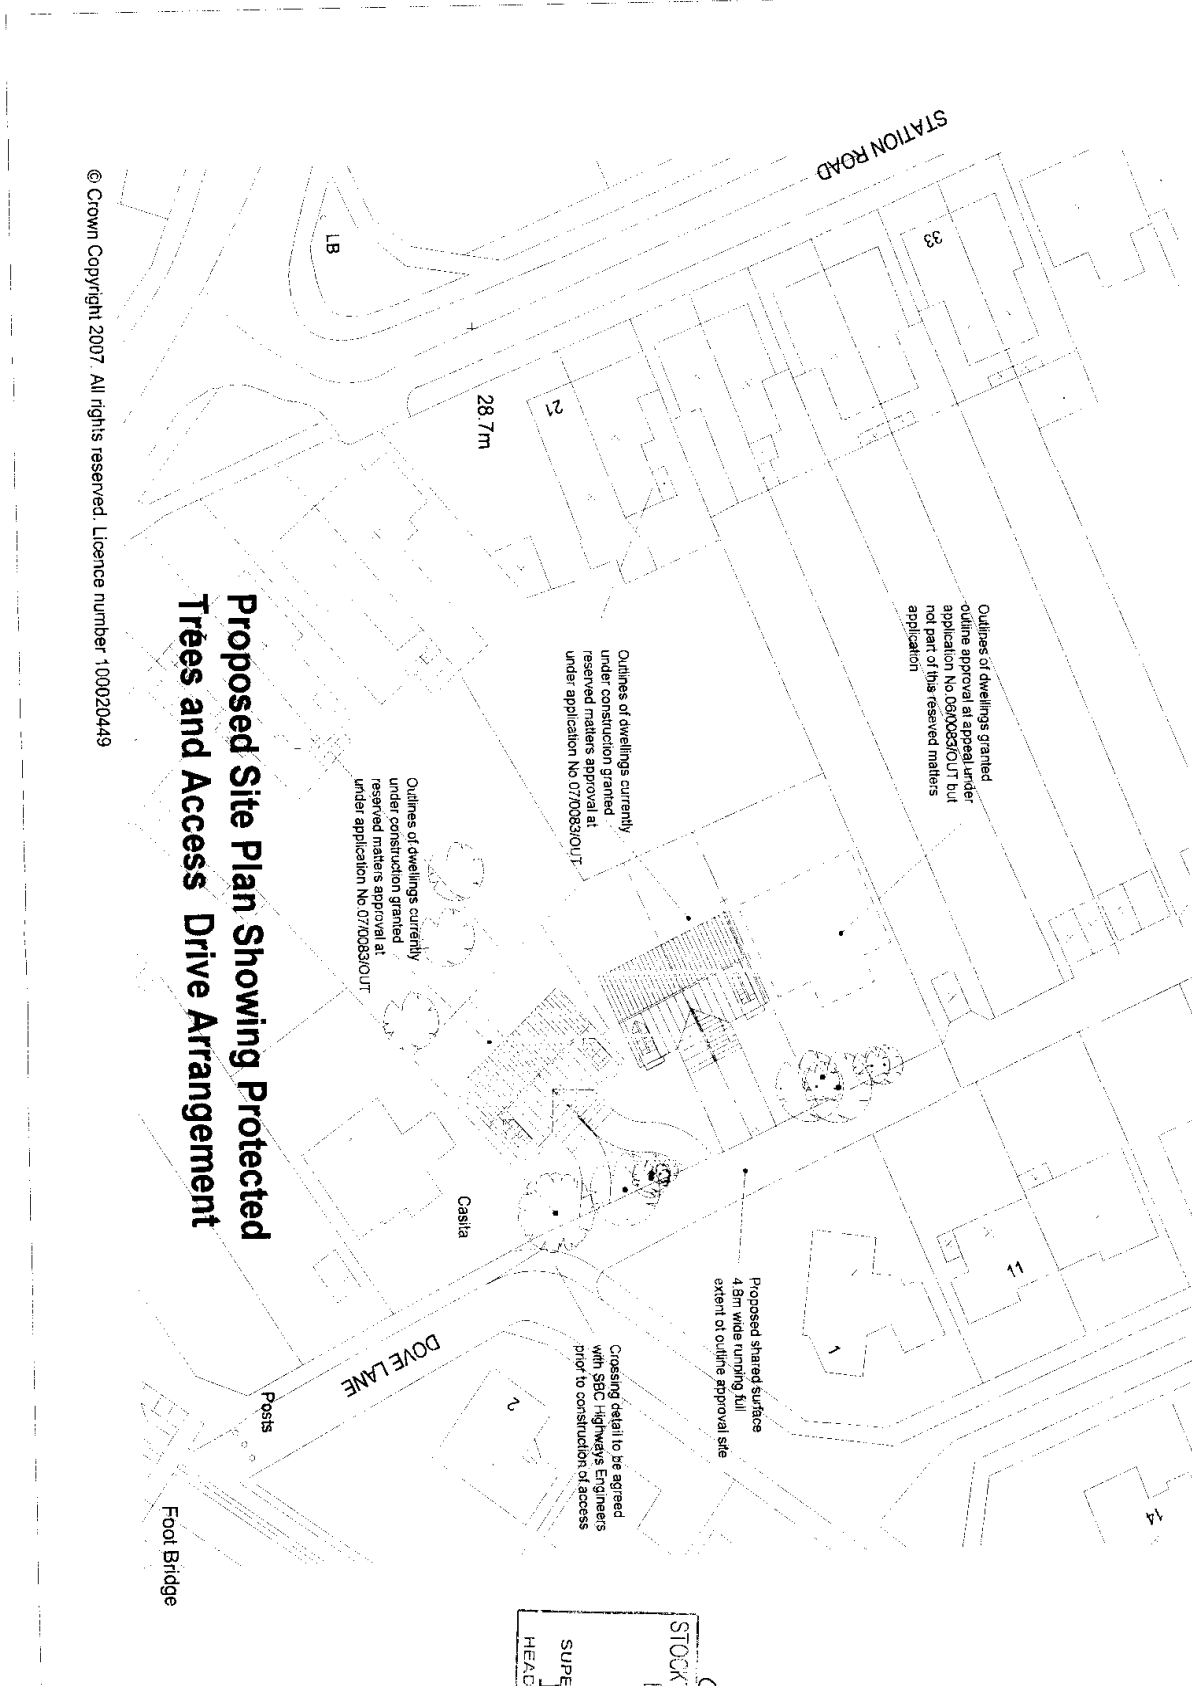 STATION ROAD
33
LB
21
28.7m
Outlines of dwellings granted
outline approval at appeal under
application No.06/0083/OUT but
not part of this reseved matters
application
Outlines of dwellings currently
under construction granted
reserved matters approval at
under application No.07/0083/OUT
Outlines of dwellings currently
under construction granted
reserved matters approval at
under application No.07/0083/OUT
Casita
11
1
Proposed shared surface
4.8m wide running full
extent of outline approval site
Crossing detail to be agreed
with SBC Highways Engineers
prior to construction of access
DOVE LANE
2
14
Posts
Foot Bridge
Proposed Site Plan Showing Protected
Trees and Access Drive Arrangement
© Crown Copyright 2007. All rights reserved. Licence number 100020449
STOCK
SUPE
HEAD